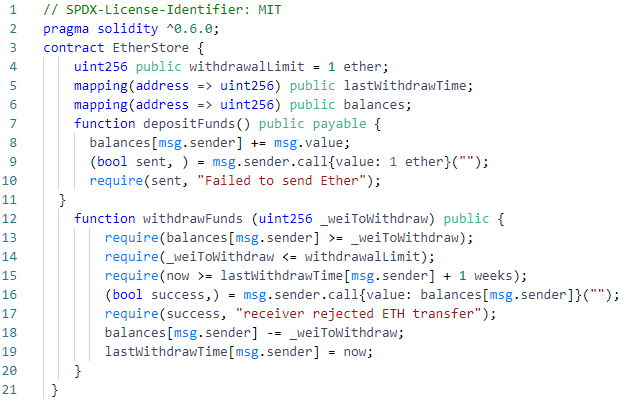 1 // SPDX-License-Identifier: MIT
2 pragma solidity ^0.6.0;
3 contract EtherStore {
4 uint256 public withdrawalLimit = 1 ether;
5 mapping(address => uint256) public lastWithdrawTime;
6 mapping(address => uint256) public balances;
7 function depositFunds() public payable {
8 balances[msg.sender] += msg.value;
9 (bool sent, ) = msg.sender.call{value: 1 ether}("");
10 require(sent, "Failed to send Ether");
11 }
12 function withdrawFunds (uint256 _weiToWithdraw) public {
13 require(balances[msg.sender] >= _weiToWithdraw);
14 require(_weiToWithdraw <= withdrawalLimit);
15 require(now >= lastWithdrawTime[msg.sender] + 1 weeks);
16 (bool success,) = msg.sender.call{value: balances[msg.sender]}("");
17 require(success, "receiver rejected ETH transfer");
18 balances[msg.sender] -= _weiToWithdraw;
19 lastWithdrawTime[msg.sender] = now;
20 }
21 }